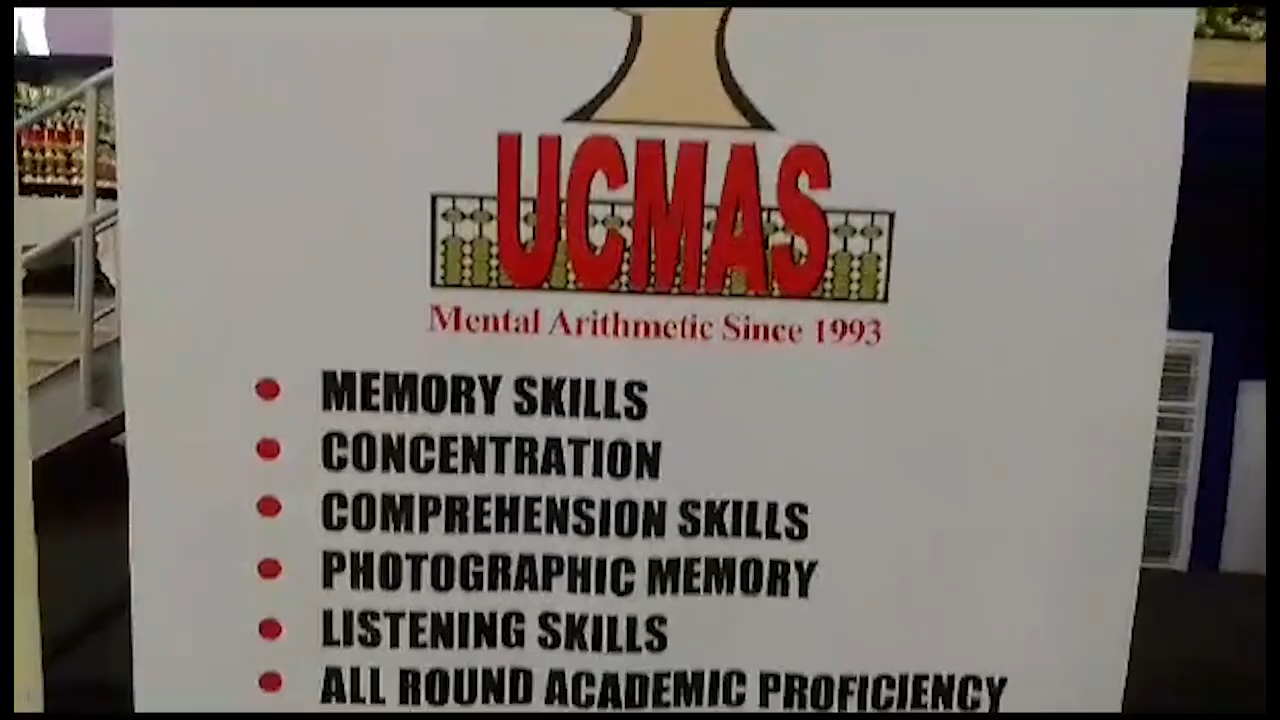 UCMAS
Mental Arithmetic Since 1993
MEMORY SKILLS
CONCENTRATION
COMPREHENSION SKILLS
PHOTOGRAPHIC MEMORY
LISTENING SKILLS
ALL ROUND ACADEMIC PROFICIENCY